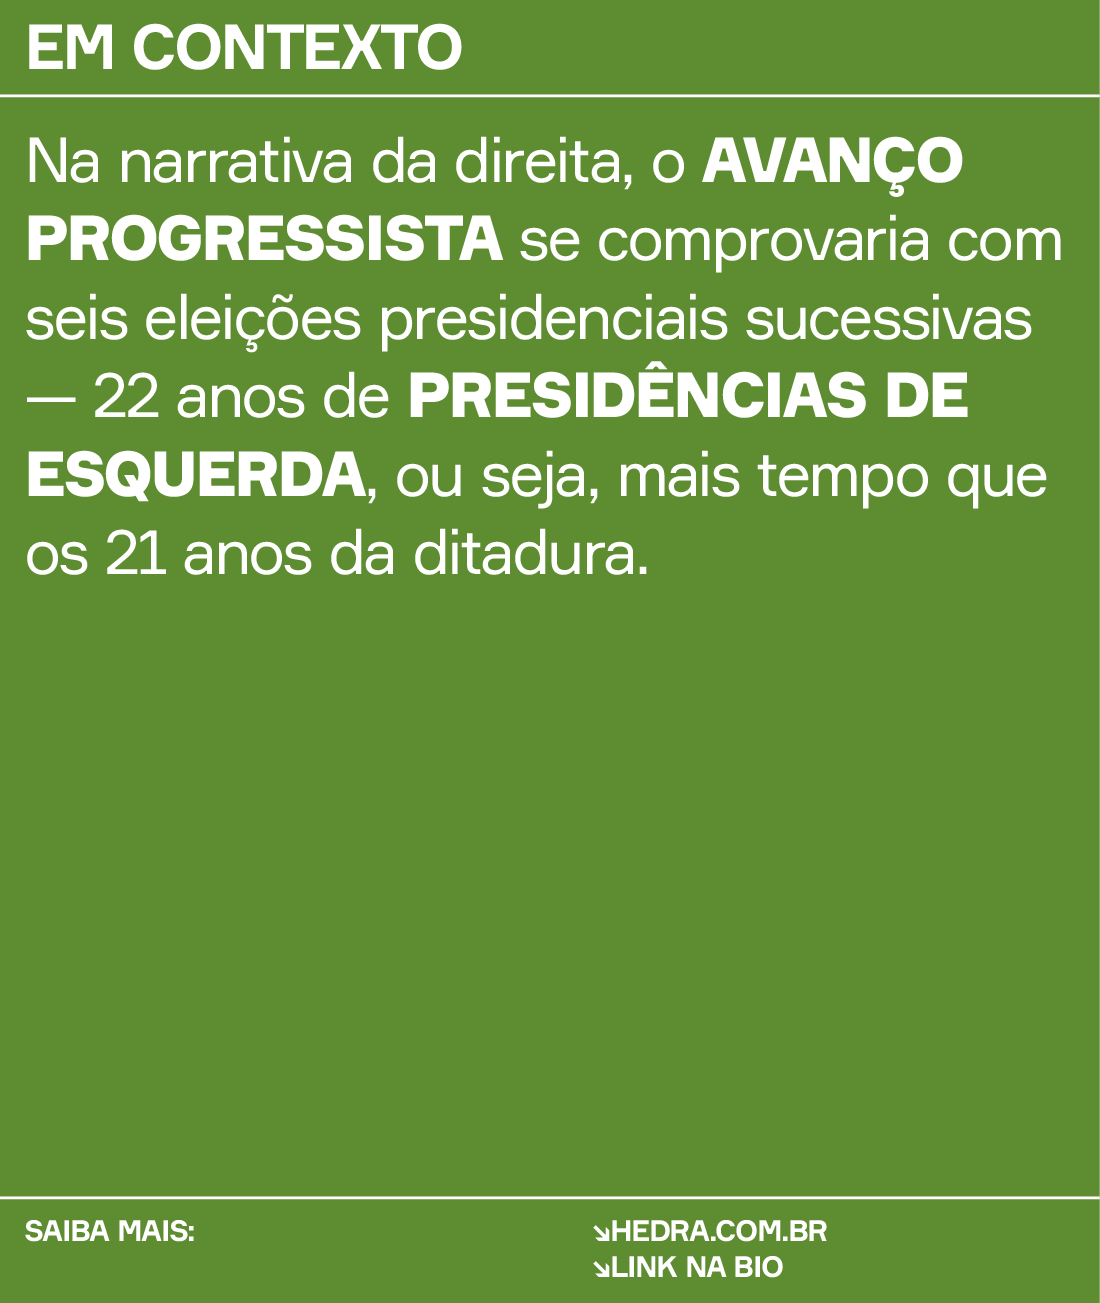 EM CONTEXTO
Na narrativa da direita, o AVANÇO
PROGRESSISTA se comprovaria com
seis eleições presidenciais sucessivas
— 22 anos de PRESIDÊNCIAS DE
ESQUERDA, ou seja, mais tempo que
os 21 anos da ditadura.
SAIBA MAIS:
↘HEDRA.COM.BR
↘LINK NA BIO